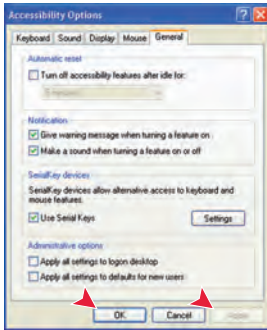 Accessibility Options
Keyboard Sound Display Mouse General
Automatic reset
Turn off accessibility features after idle for:
Notification
Give warning message when turning a feature on
Make a sound when turning a feature on or off
SerialKey devices
SerialKey devices allow alternative access to keyboard and
mouse features.
Use Serial Keys
Settings
Administrative options
Apply all settings to logon desktop
Apply all settings to defaults for new users
OK Cancel Apply